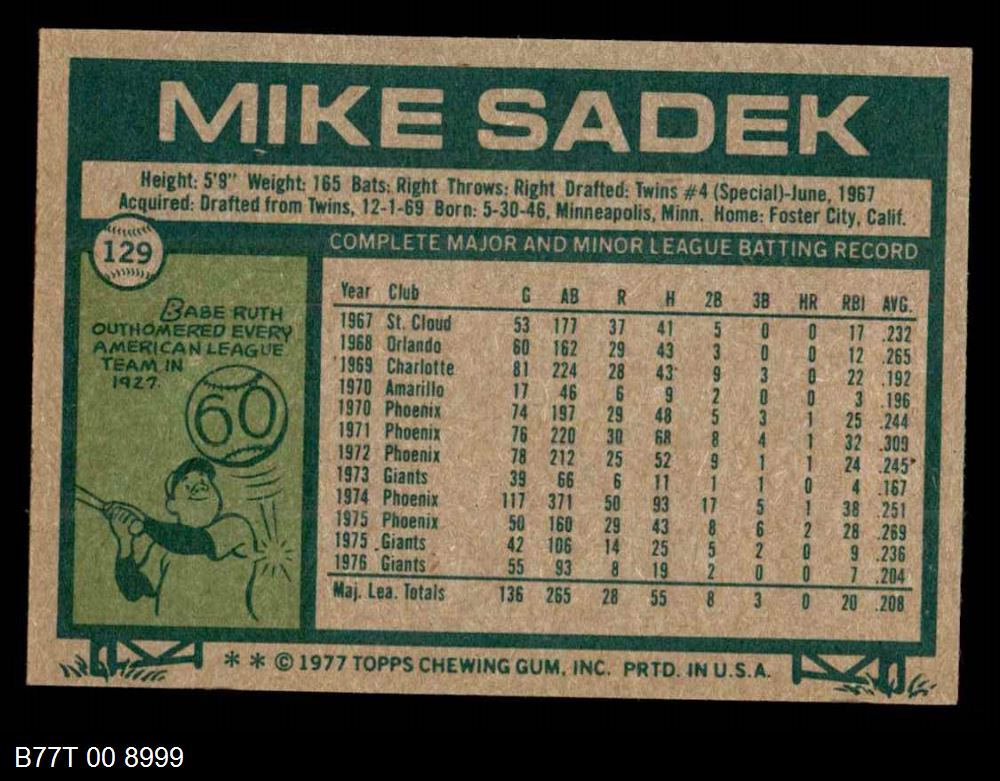 MIKE SADEK
Height: 5'9" Weight: 165 Bats: Right Throws: Right Drafted: Twins #4 (Special)-June, 1967
Acquired: Drafted from Twins, 12-1-69 Born: 5-30-46, Minneapolis, Minn. Home: Foster City, Calif.
129
COMPLETE MAJOR AND MINOR LEAGUE BATTING RECORD
BABE RUTH
OUTHOMERED EVERY
AMERICAN LEAGUE
TEAM IN
1927.
60
Year Club G AB R H 2B 3B HR RBI AVG.
1967 St. Cloud 53 177 37 41 5 0 0 17 .232
1968 Orlando 60 162 29 43 3 0 0 12 .265
1969 Charlotte 81 224 28 43 9 3 0 22 .192
1970 Amarillo 17 46 6 9 2 0 0 3 .196
1970 Phoenix 74 197 29 48 5 3 1 25 .244
1971 Phoenix 76 220 30 68 8 4 1 32 .309
1972 Phoenix 78 212 25 52 9 1 1 24 .245
1973 Giants 39 66 6 11 1 1 0 4 .167
1974 Phoenix 117 371 50 93 17 5 1 38 .251
1975 Phoenix 50 160 29 43 8 6 2 28 .269
1975 Giants 42 106 14 25 5 2 0 9 .236
1976 Giants 55 93 8 19 2 0 0 7 .204
Maj. Lea. Totals 136 265 28 55 8 3 0 20 .208
* * © 1977 TOPPS CHEWING GUM, INC. PRTD. IN U.S.A.
B77T 00 8999